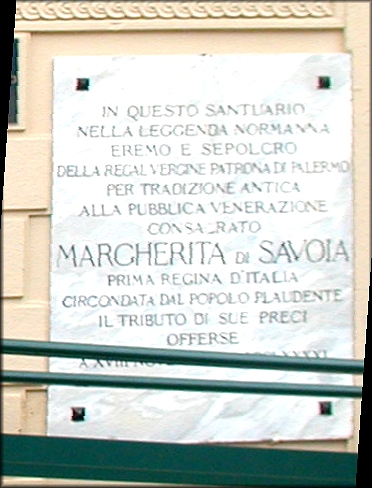 IN QUESTO SANTUARIO
NELLA LEGGENDA NORMANNA
EREMO E SEPOLCRO
DELLA REGAL VERGINE PATRONA DI PALERMO
PER TRADIZIONE ANTICA
ALLA PUBBLICA VENERAZIONE
CONSACRATO
MARGHERITA DI SAVOIA
PRIMA REGINA D'ITALIA
CIRCONDATA DAL POPOLO PLAUDENTE
IL TRIBUTO DI SUE PRECI
OFFERSE
A XVIII